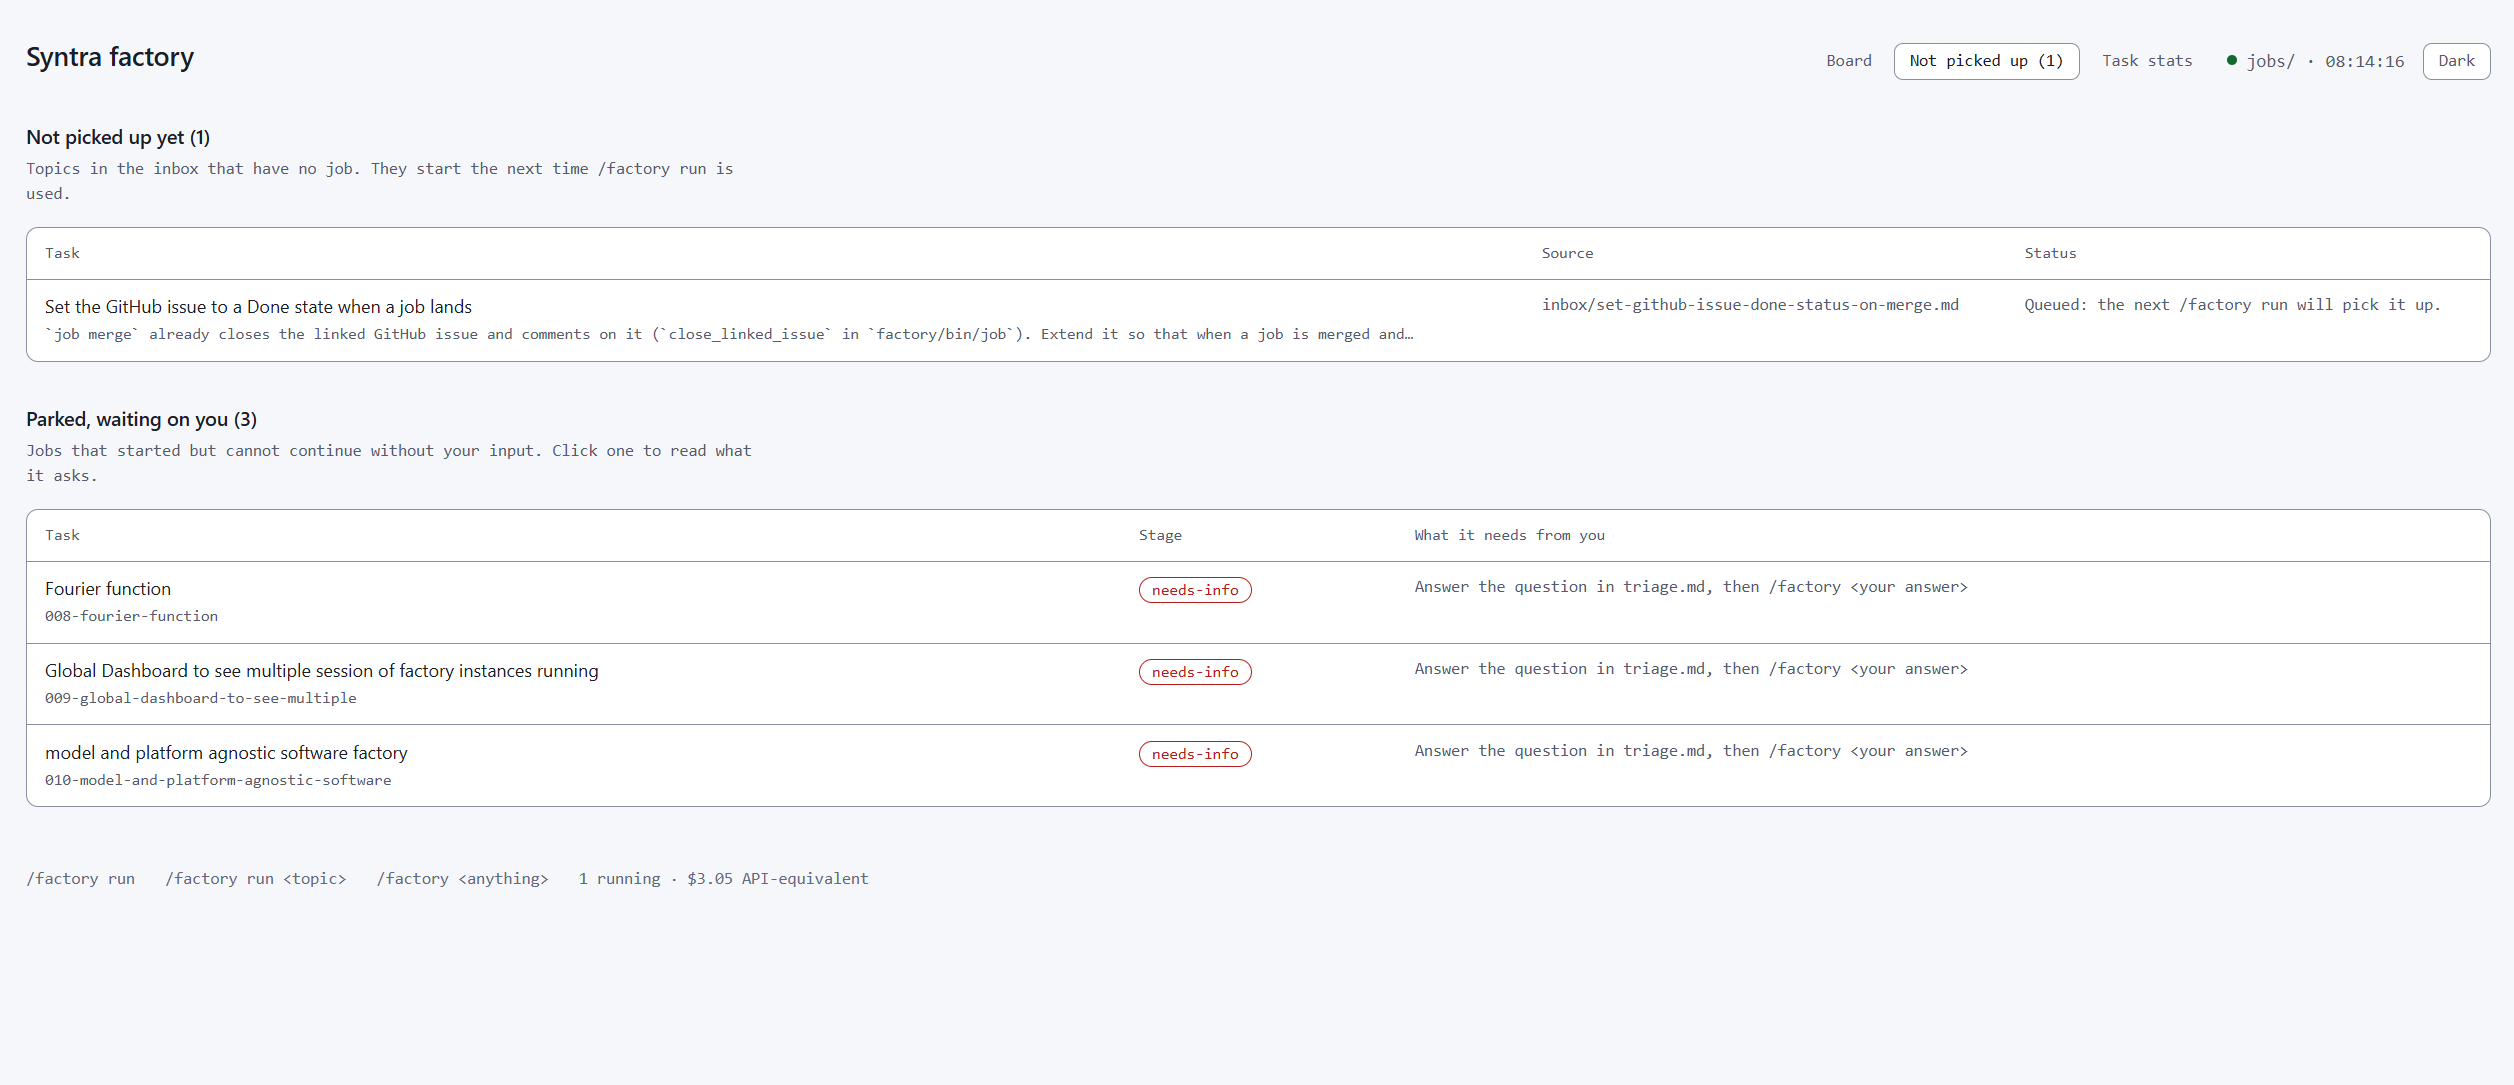 Syntra factory
Board
Not picked up (1)
Task stats
jobs/ · 08:14:16
Dark
Not picked up yet (1)
Topics in the inbox that have no job. They start the next time /factory run is
used.
Task
Source
Status
Set the GitHub issue to a Done state when a job lands
inbox/set-github-issue-done-status-on-merge.md
Queued: the next /factory run will pick it up.
`job merge` already closes the linked GitHub issue and comments on it (`close_linked_issue` in `factory/bin/job`). Extend it so that when a job is merged and…
Parked, waiting on you (3)
Jobs that started but cannot continue without your input. Click one to read what
it asks.
Task
Stage
What it needs from you
Fourier function
needs-info
Answer the question in triage.md, then /factory <your answer>
008-fourier-function
Global Dashboard to see multiple session of factory instances running
needs-info
Answer the question in triage.md, then /factory <your answer>
009-global-dashboard-to-see-multiple
model and platform agnostic software factory
needs-info
Answer the question in triage.md, then /factory <your answer>
010-model-and-platform-agnostic-software
/factory run
/factory run <topic>
/factory <anything>
1 running · $3.05 API-equivalent